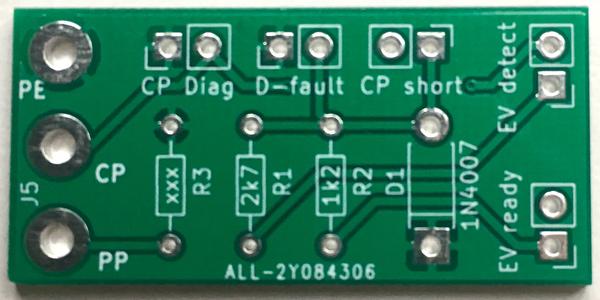 PE
CP Diag
D-fault
CP short
EV detect
J5
CP
xxx
R3
2k7
R1
1k2
R2
D1
1N4007
EV ready
PP
ALL-2Y084306